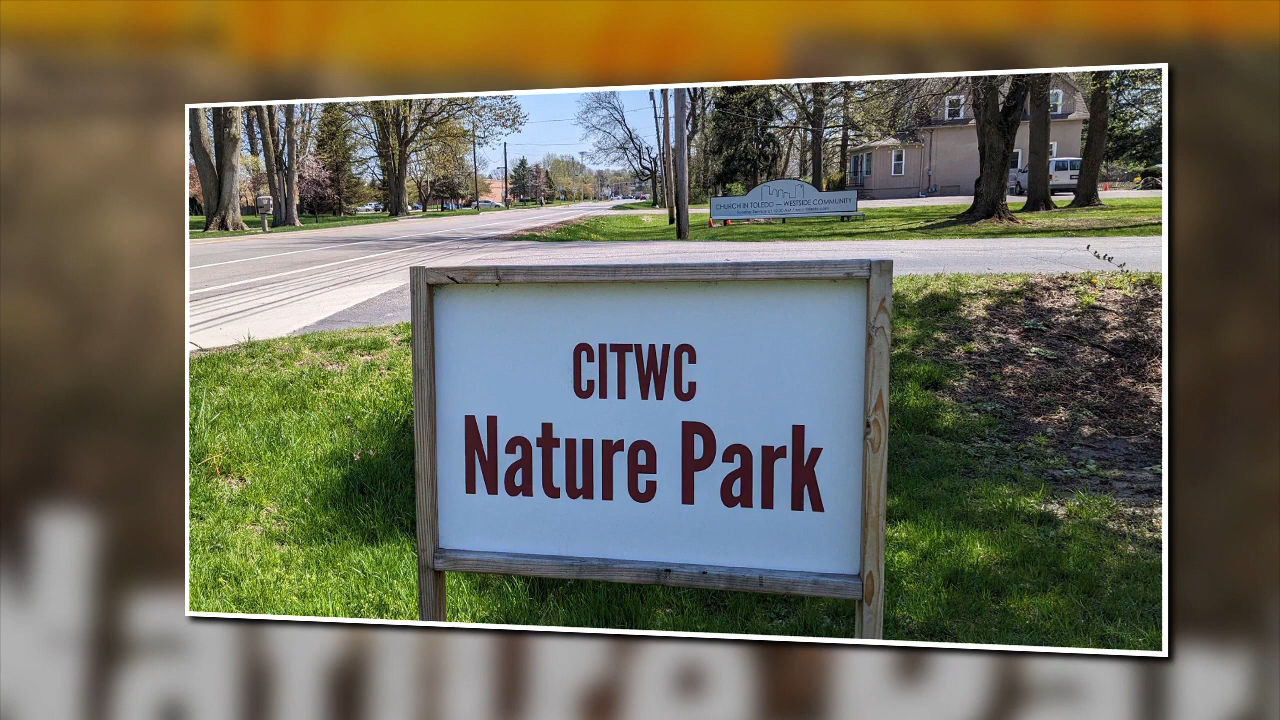 CHURCH IN TOLEDO — WESTSIDE COMMUNITY
CITWC
Nature Park